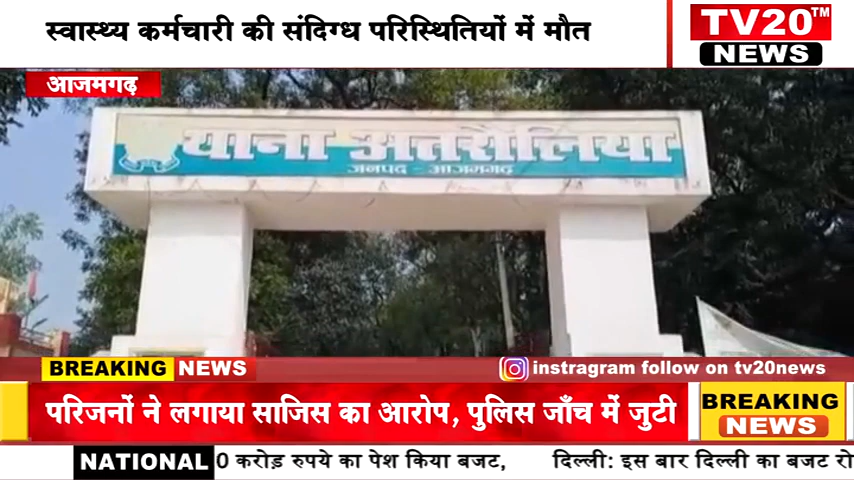 स्वास्थ्य कर्मचारी की संदिग्ध परिस्थितियों में मौत
TV20™
NEWS
आजमगढ़
थाना अतरौलिया
जनपद - आजमगढ़
BREAKING NEWS
instragram follow on tv20news
परिजनों ने लगाया साजिस का आरोप, पुलिस जाँच में जुटी
BREAKING
NEWS
NATIONAL
0 करोड़ रुपये का पेश किया बजट,
दिल्ली: इस बार दिल्ली का बजट रो